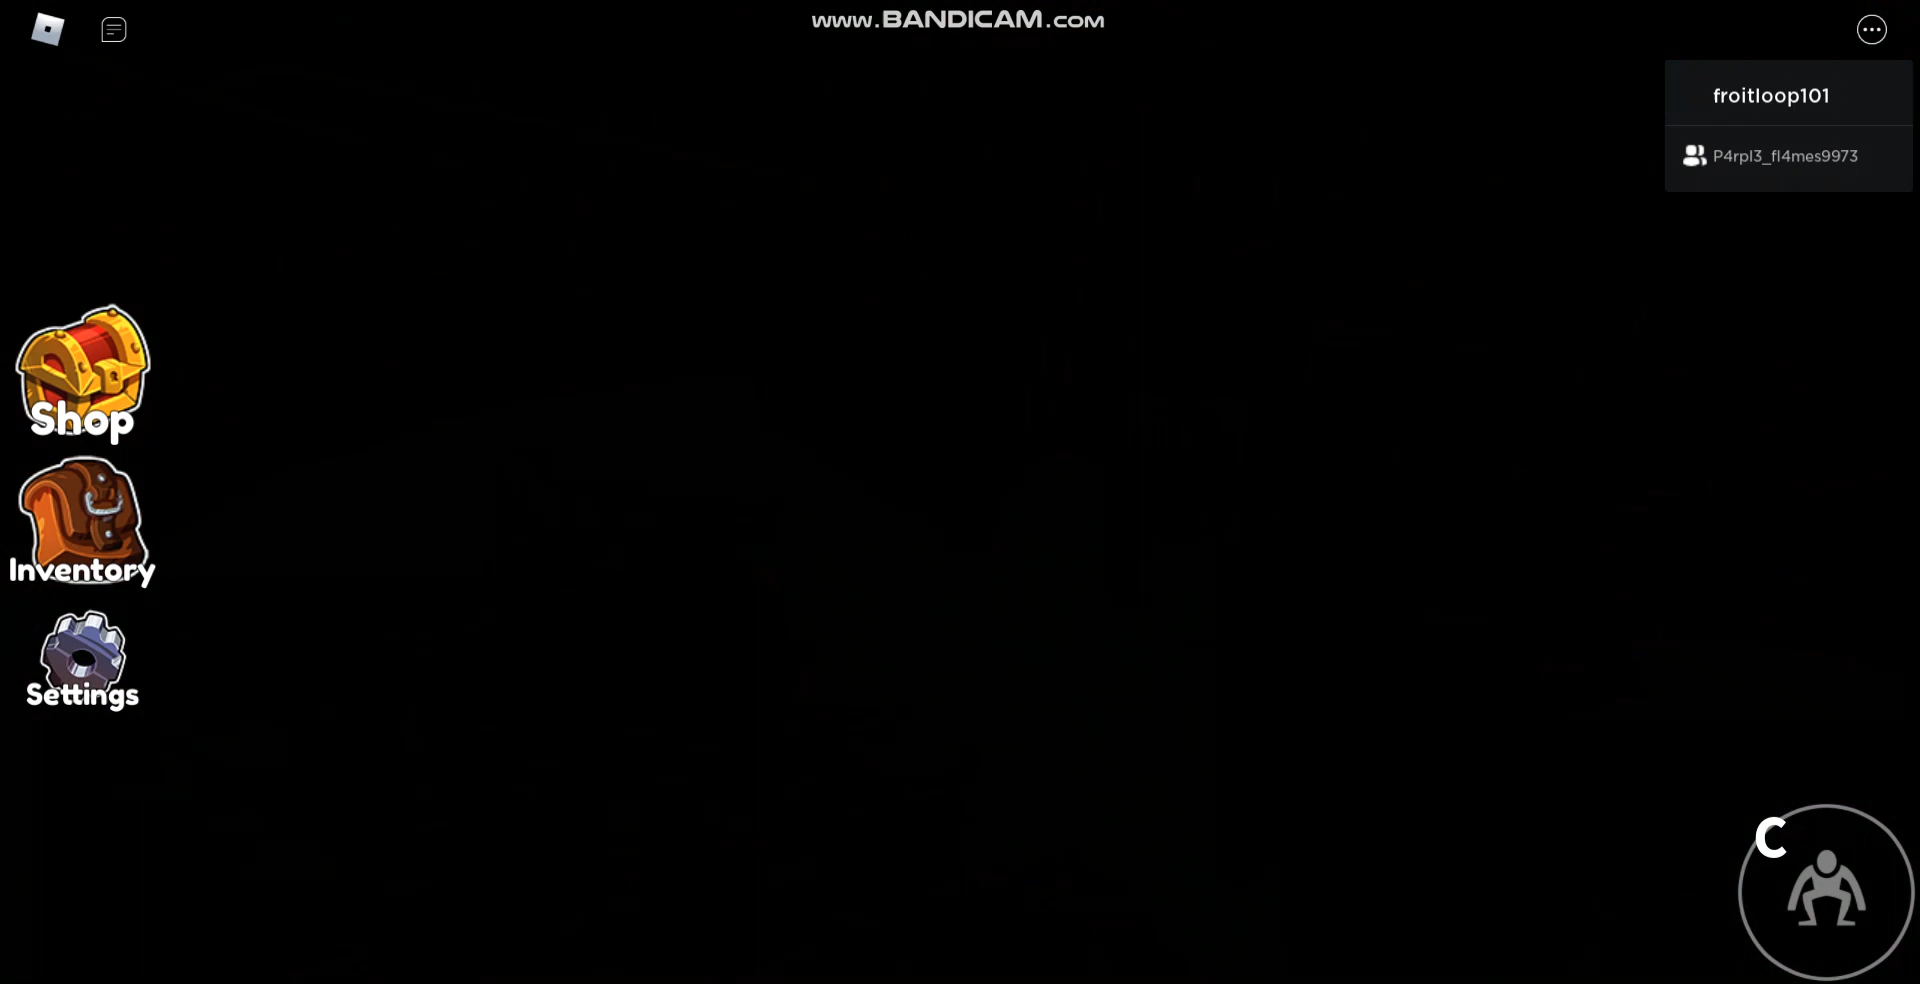 www.BANDICAM.com
froitloop101
P4rpl3_fl4mes9973
Shop
Inventory
Settings
C